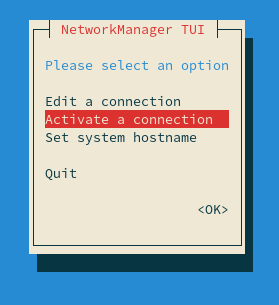 NetworkManager TUI
Please select an option
Edit a connection
Activate a connection
Set system hostname
Quit
<OK>